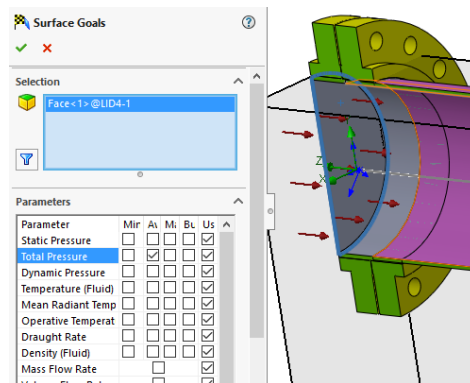 Surface Goals
Selection
Face<1>@LID4-1
Parameters
Parameter Mir Av Ma Bu Us
Static Pressure
Total Pressure
Dynamic Pressure
Temperature (Fluid)
Mean Radiant Temp
Operative Temperat
Draught Rate
Density (Fluid)
Mass Flow Rate
Z
X